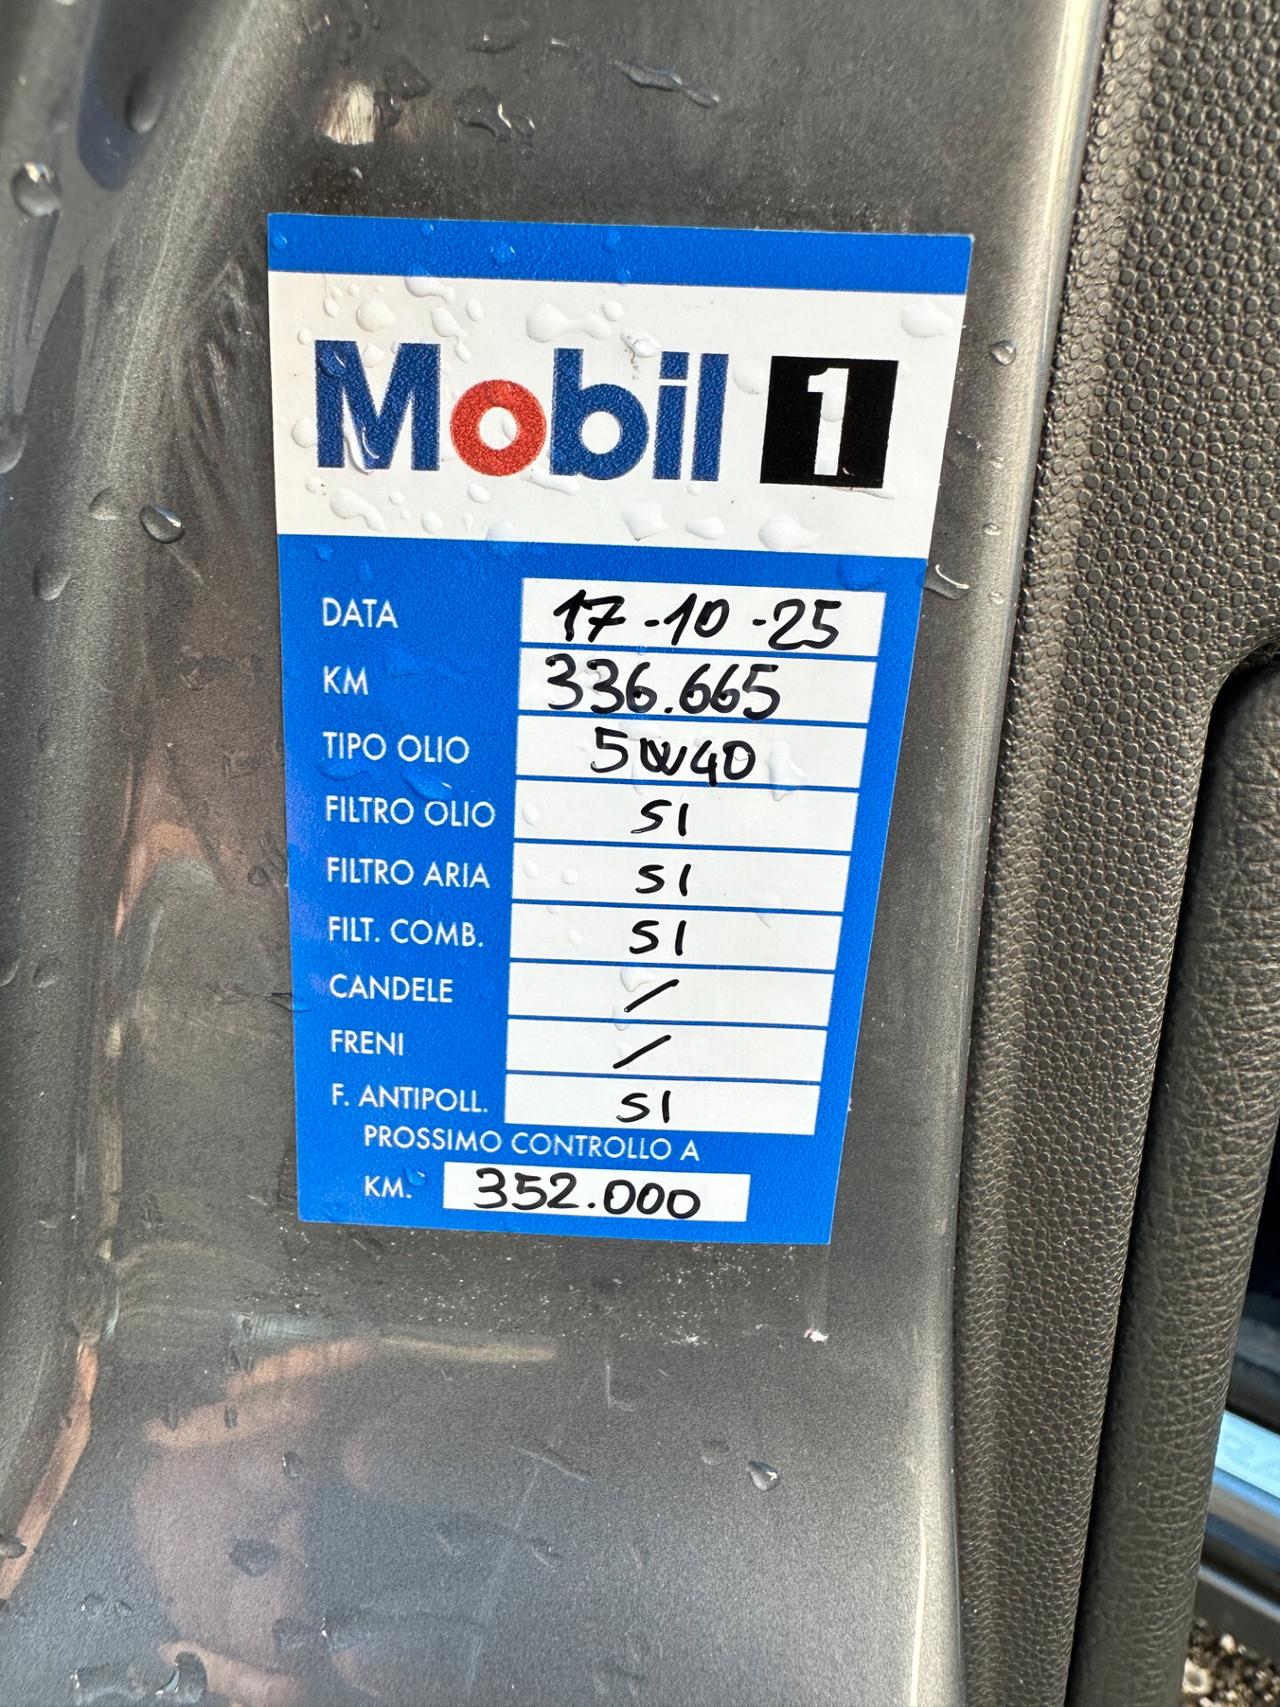 Mobil 1
DATA 17-10-25
KM 336.665
TIPO OLIO 5W40
FILTRO OLIO SI
FILTRO ARIA SI
FILT. COMB. SI
CANDELE /
FRENI /
F. ANTIPOLL. SI
PROSSIMO CONTROLLO A
KM. 352.000